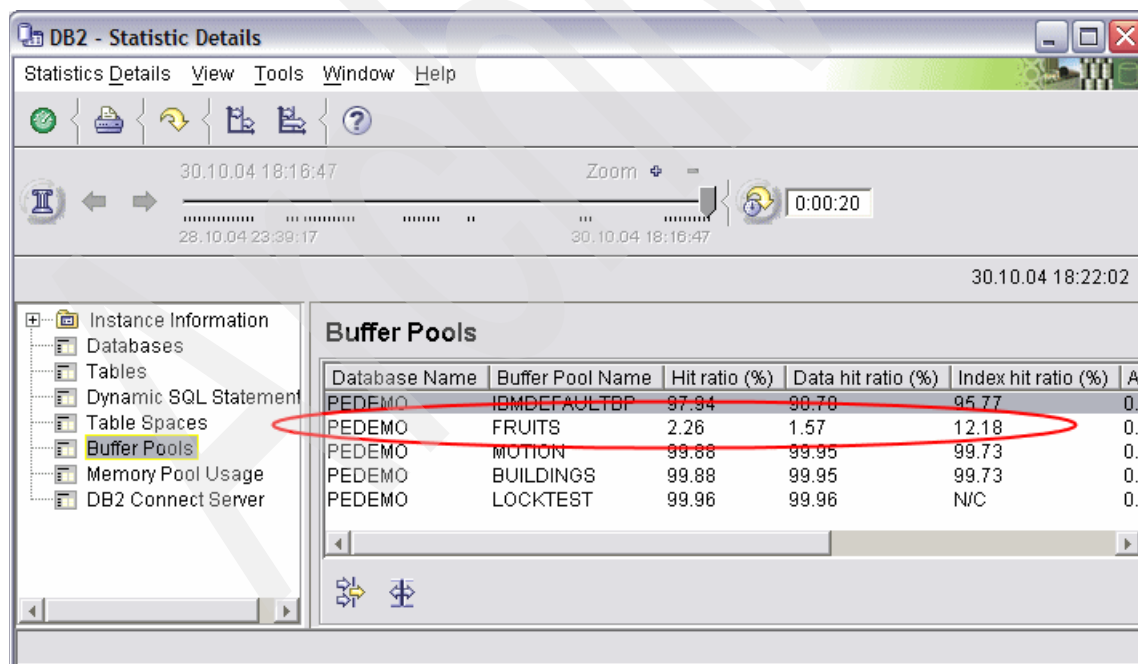 DB2 - Statistic Details
Statistics Details View Tools Window Help
30.10.04 18:16:47 Zoom
0:00:20
28.10.04 23:39:17 30.10.04 18:16:47
30.10.04 18:22:02
Instance Information
Databases
Tables
Dynamic SQL Statement
Table Spaces
Buffer Pools
Memory Pool Usage
DB2 Connect Server
Buffer Pools
Database Name Buffer Pool Name Hit ratio (%) Data hit ratio (%) Index hit ratio (%) A
PEDEMO IBMDEFAULTBP 97.94 98.78 95.77 0.
PEDEMO FRUITS 2.26 1.57 12.18 0.
PEDEMO MOTION 99.88 99.95 99.73 0.
PEDEMO BUILDINGS 99.88 99.95 99.73 0.
PEDEMO LOCKTEST 99.96 99.96 N/C 0.